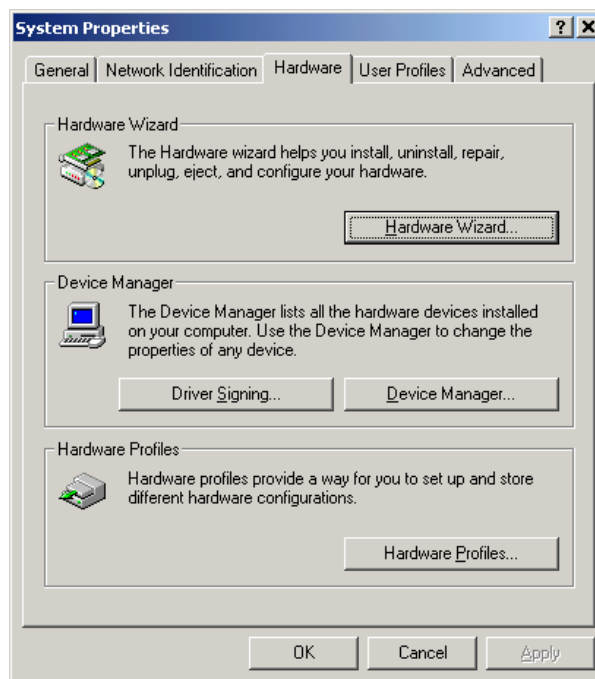 System Properties
General Network Identification Hardware User Profiles Advanced
Hardware Wizard
The Hardware wizard helps you install, uninstall, repair,
unplug, eject, and configure your hardware.
Hardware Wizard...
Device Manager
The Device Manager lists all the hardware devices installed
on your computer. Use the Device Manager to change the
properties of any device.
Driver Signing... Device Manager...
Hardware Profiles
Hardware profiles provide a way for you to set up and store
different hardware configurations.
Hardware Profiles...
OK Cancel Apply